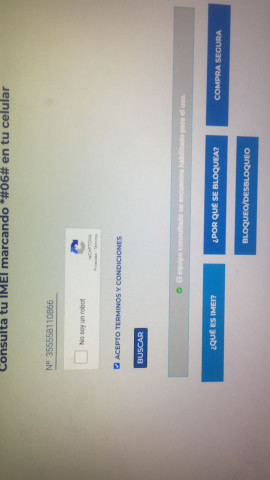 Consulta tu IMEI marcando *#06# en tu celular
Nº: 355558110866
No soy un robot
reCAPTCHA
Privacidad - Términos
ACEPTO TERMINOS Y CONDICIONES
BUSCAR
El equipo consultado se encuentra habilitado para el uso.
¿QUÉ ES IMEI?
¿POR QUÉ SE BLOQUEA?
COMPRA SEGURA
BLOQUEO/DESBLOQUEO